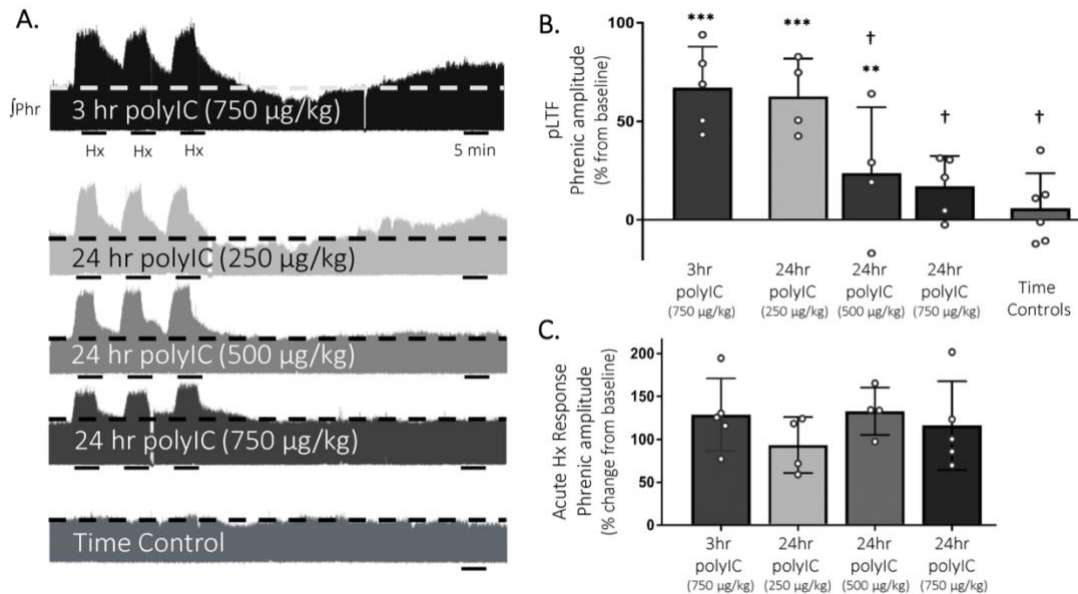 A.
3 hr polyIC (750 µg/kg)
∫Phr
Hx Hx Hx 5 min
24 hr polyIC (250 µg/kg)
24 hr polyIC (500 µg/kg)
24 hr polyIC (750 µg/kg)
Time Control
B.
pLTF
Phrenic amplitude
(% from baseline)
100
50
0
*** *** † ** † †
3hr polyIC (750 µg/kg)
24hr polyIC (250 µg/kg)
24hr polyIC (500 µg/kg)
24hr polyIC (750 µg/kg)
Time Controls
C.
Acute Hx Response
Phrenic amplitude
(% change from baseline)
200
150
100
50
0
3hr polyIC (750 µg/kg)
24hr polyIC (250 µg/kg)
24hr polyIC (500 µg/kg)
24hr polyIC (750 µg/kg)